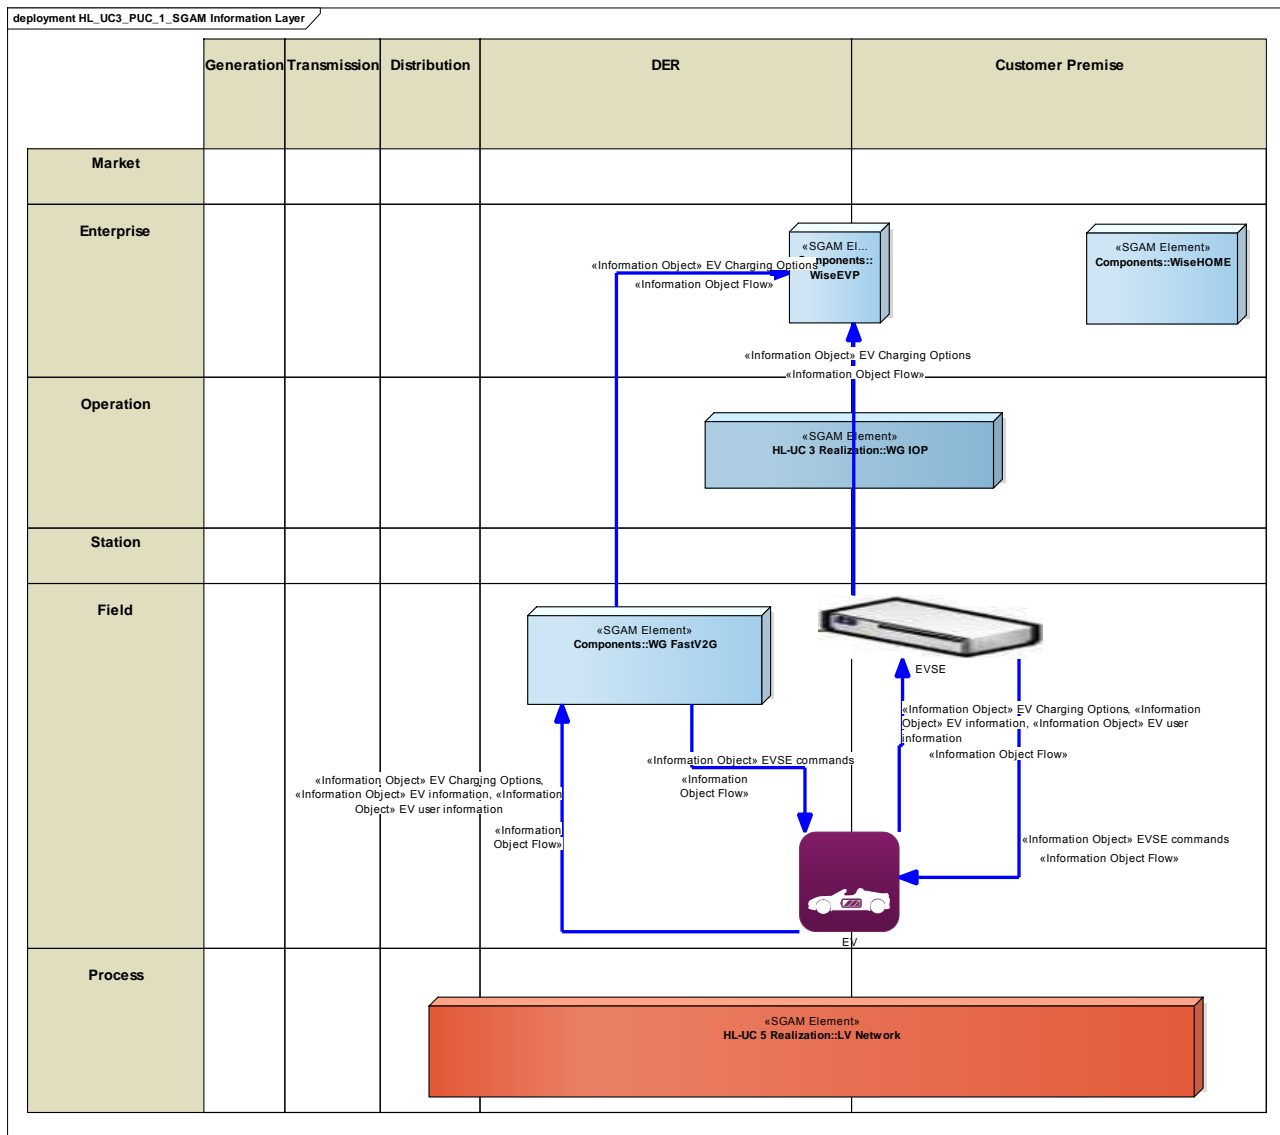 deployment HL_UC3_PUC_1_SGAM Information Layer
Generation
Transmission
Distribution
DER
Customer Premise
Market
Enterprise
«SGAM El...
Components::
WiseEVP
«SGAM Element»
Components::WiseHOME
«Information Object» EV Charging Options
«Information Object Flow»
«Information Object» EV Charging Options
«Information Object Flow»
Operation
«SGAM Element»
HL-UC 3 Realization::WG IOP
Station
Field
«SGAM Element»
Components::WG FastV2G
EVSE
«Information Object» EV Charging Options, «Information
Object» EV information, «Information Object» EV user
information
«Information Object Flow»
«Information Object» EVSE commands
«Information
Object Flow»
«Information Object» EV Charging Options,
«Information Object» EV information, «Information
Object» EV user information
«Information
Object Flow»
«Information Object» EVSE commands
«Information Object Flow»
EV
Process
«SGAM Element»
HL-UC 5 Realization::LV Network